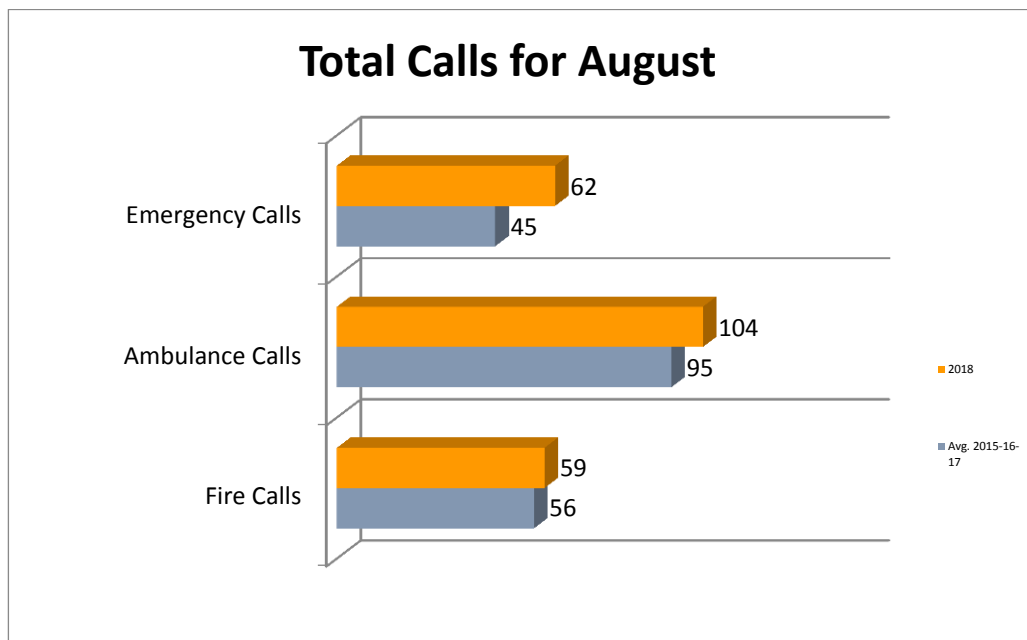 Total Calls for August
62
Emergency Calls
45
104
Ambulance Calls
95
2018
59
Avg. 2015-16-
17
Fire Calls
56